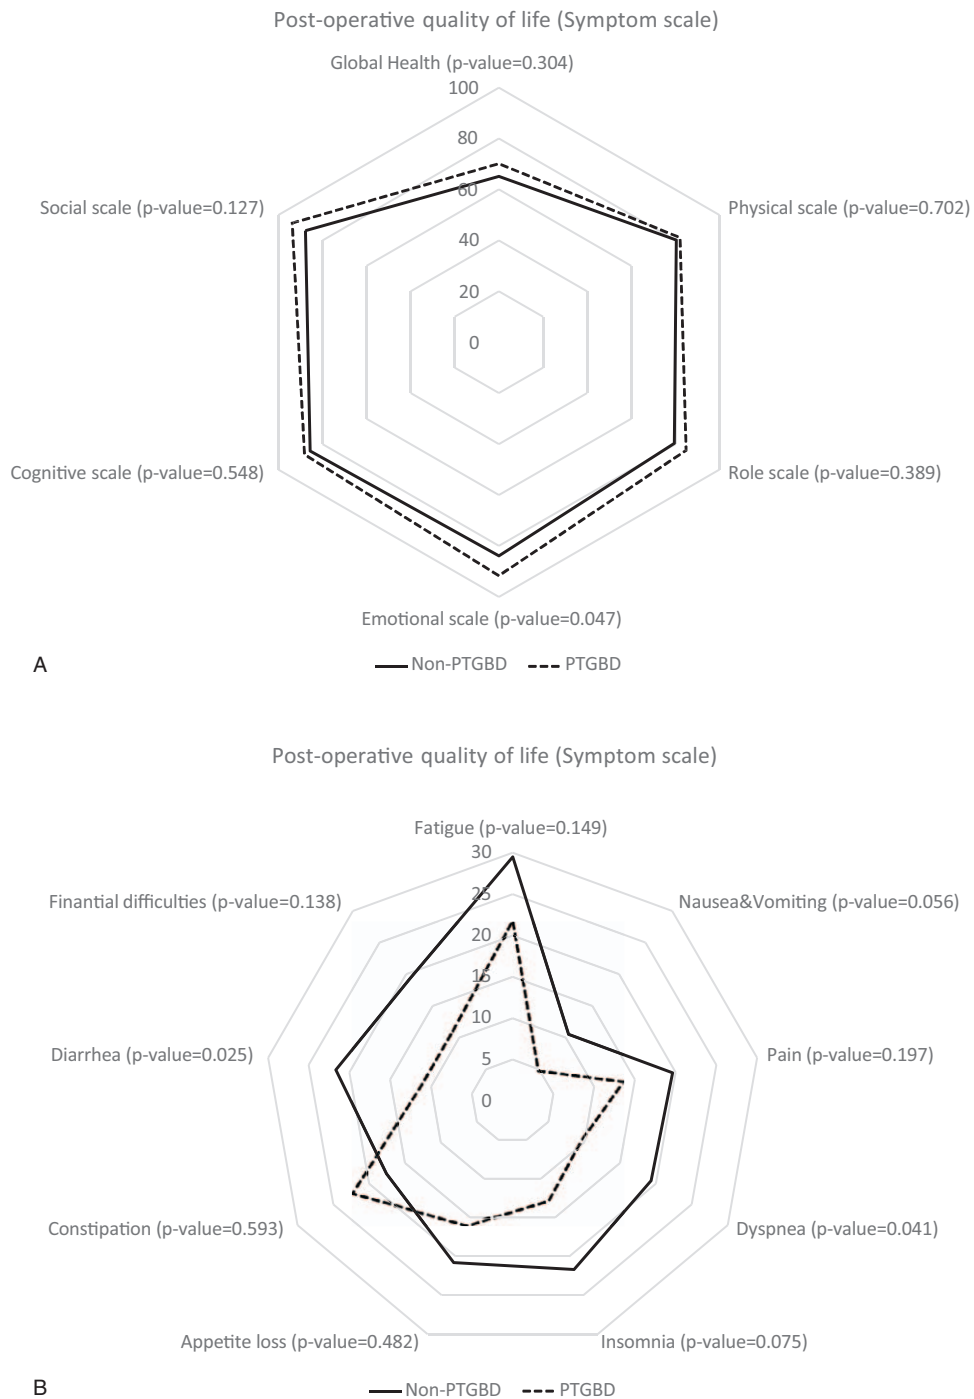 Post-operative quality of life (Symptom scale)
Global Health (p-value=0.304)
100
80
60
40
20
0
Social scale (p-value=0.127)
Physical scale (p-value=0.702)
Cognitive scale (p-value=0.548)
Role scale (p-value=0.389)
Emotional scale (p-value=0.047)
A
Non-PTGBD PTGBD
Post-operative quality of life (Symptom scale)
Fatigue (p-value=0.149)
30
25
20
15
10
5
0
Finantial difficulties (p-value=0.138)
Nausea&Vomiting (p-value=0.056)
Diarrhea (p-value=0.025)
Pain (p-value=0.197)
Constipation (p-value=0.593)
Dyspnea (p-value=0.041)
Appetite loss (p-value=0.482)
Insomnia (p-value=0.075)
B
Non-PTGBD PTGBD